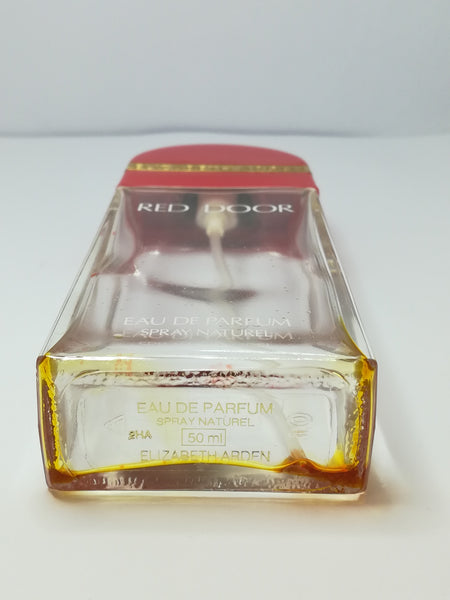 RED DOOR
EAU DE PARFUM
SPRAY NATUREL
EAU DE PARFUM
SPRAY NATUREL
2HA 50 ml
ELIZABETH ARDEN